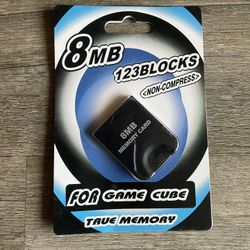 8MB
123BLOCKS
<NON-COMPRESS>
8MB
MEMORY CARD
FOR GAME CUBE
TRUE MEMORY